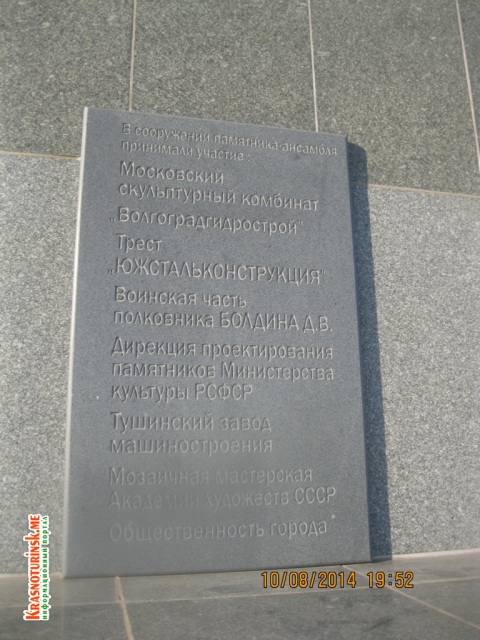 В сооружении памятника-ансамбля
принимали участие:
Московский
скульптурный комбинат
"Волгоградгидрострой"
Трест
"ЮЖСТАЛЬКОНСТРУКЦИЯ"
Воинская часть
полковника БОЛДИНА Д.В.
Дирекция проектирования
памятников Министерства
культуры РСФСР
Тушинский завод
машиностроения
Мозаичная мастерская
Академии художеств СССР
Общественность города
KRASNOTURINSK.ME
информационный портал
10/08/2014 19:52